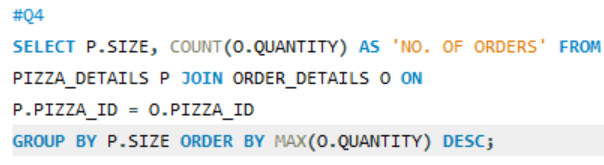 #Q4
SELECT P.SIZE, COUNT(O.QUANTITY) AS 'NO. OF ORDERS' FROM
PIZZA_DETAILS P JOIN ORDER_DETAILS O ON
P.PIZZA_ID = O.PIZZA_ID
GROUP BY P.SIZE ORDER BY MAX(O.QUANTITY) DESC;